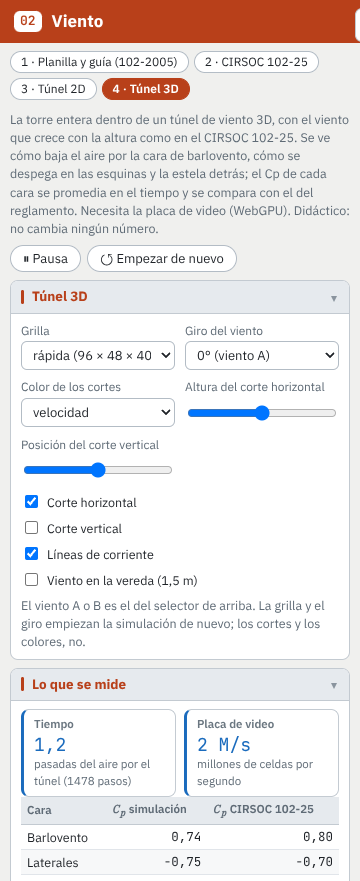 02 Viento
1 · Planilla y guía (102-2005)
2 · CIRSOC 102-25
3 · Túnel 2D
4 · Túnel 3D
La torre entera dentro de un túnel de viento 3D, con el viento
que crece con la altura como en el CIRSOC 102-25. Se ve
cómo baja el aire por la cara de barlovento, cómo se
despega en las esquinas y la estela detrás; el Cp de cada
cara se promedia en el tiempo y se compara con el del
reglamento. Necesita la placa de video (WebGPU). Didáctico:
no cambia ningún número.
⏸ Pausa
↺ Empezar de nuevo
Túnel 3D ▾
Grilla
Giro del viento
rápida (96 × 48 × 40
0° (viento A)
Color de los cortes
Altura del corte horizontal
velocidad
Posición del corte vertical
Corte horizontal
Corte vertical
Líneas de corriente
Viento en la vereda (1,5 m)
El viento A o B es el del selector de arriba. La grilla y el
giro empiezan la simulación de nuevo; los cortes y los
colores, no.
Lo que se mide ▾
Tiempo
1,2
pasadas del aire por el
túnel (1478 pasos)
Placa de video
2 M/s
millones de celdas por
segundo
Cara Cp simulación Cp CIRSOC 102-25
Barlovento 0,74 0,80
Laterales -0,75 -0,70